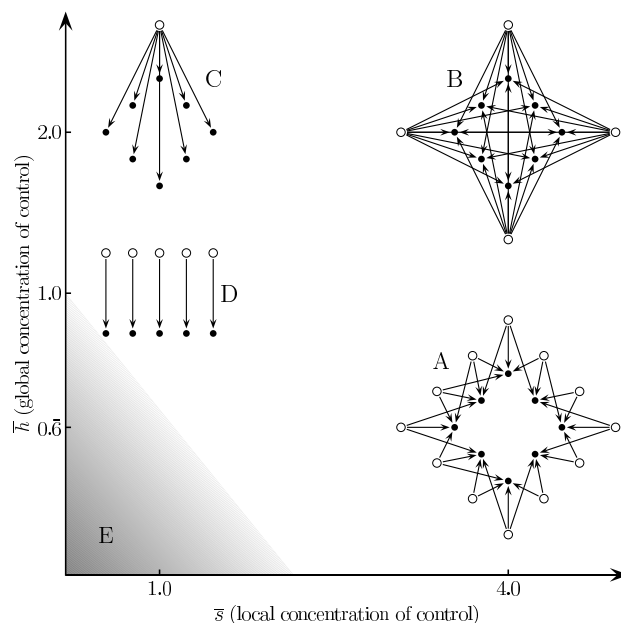 C
B
2.0
h̅ (global concentration of control)
D
1.0
A
0.6
E
1.0
4.0
s̅ (local concentration of control)